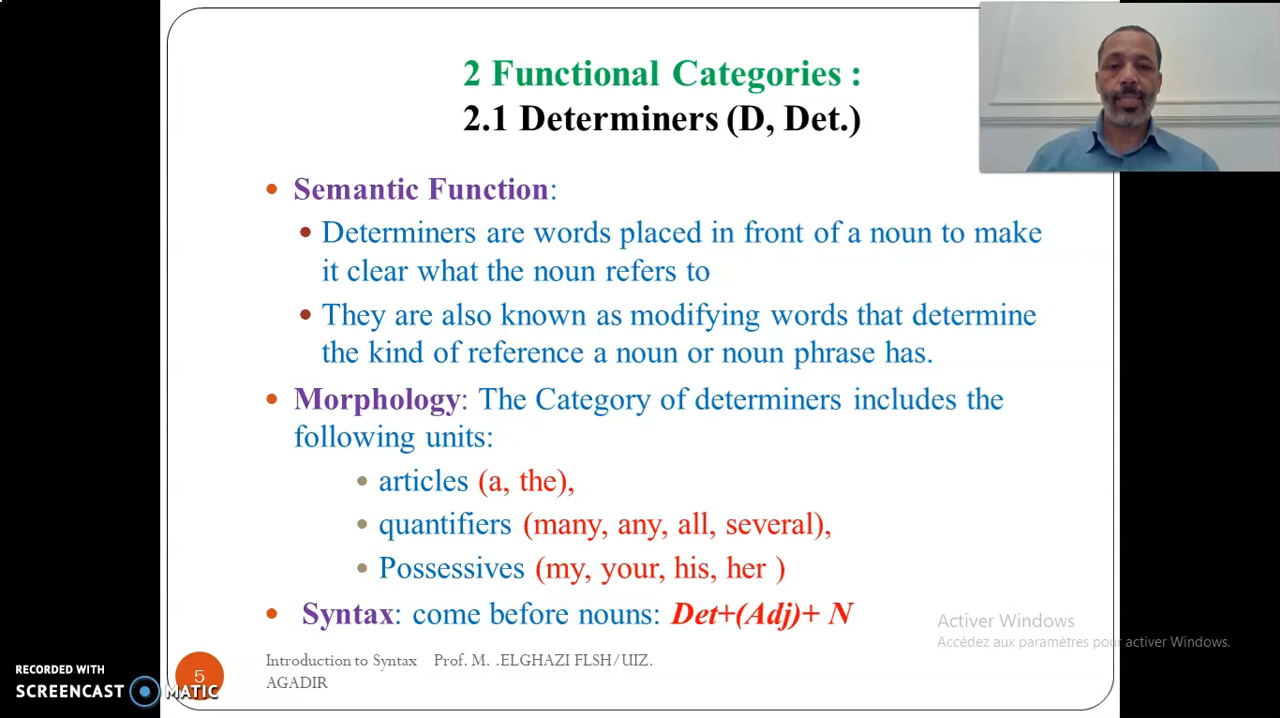 2 Functional Categories :
2.1 Determiners (D, Det.)
Semantic Function:
Determiners are words placed in front of a noun to make
it clear what the noun refers to
They are also known as modifying words that determine
the kind of reference a noun or noun phrase has.
Morphology: The Category of determiners includes the
following units:
articles (a, the),
quantifiers (many, any, all, several),
Possessives (my, your, his, her )
Syntax: come before nouns: Det+(Adj)+ N
Activer Windows
Accédez aux paramètres pour activer Windows.
5
Introduction to Syntax Prof. M. .ELGHAZI FLSH/UIZ.
AGADIR
RECORDED WITH
SCREENCAST MATIC